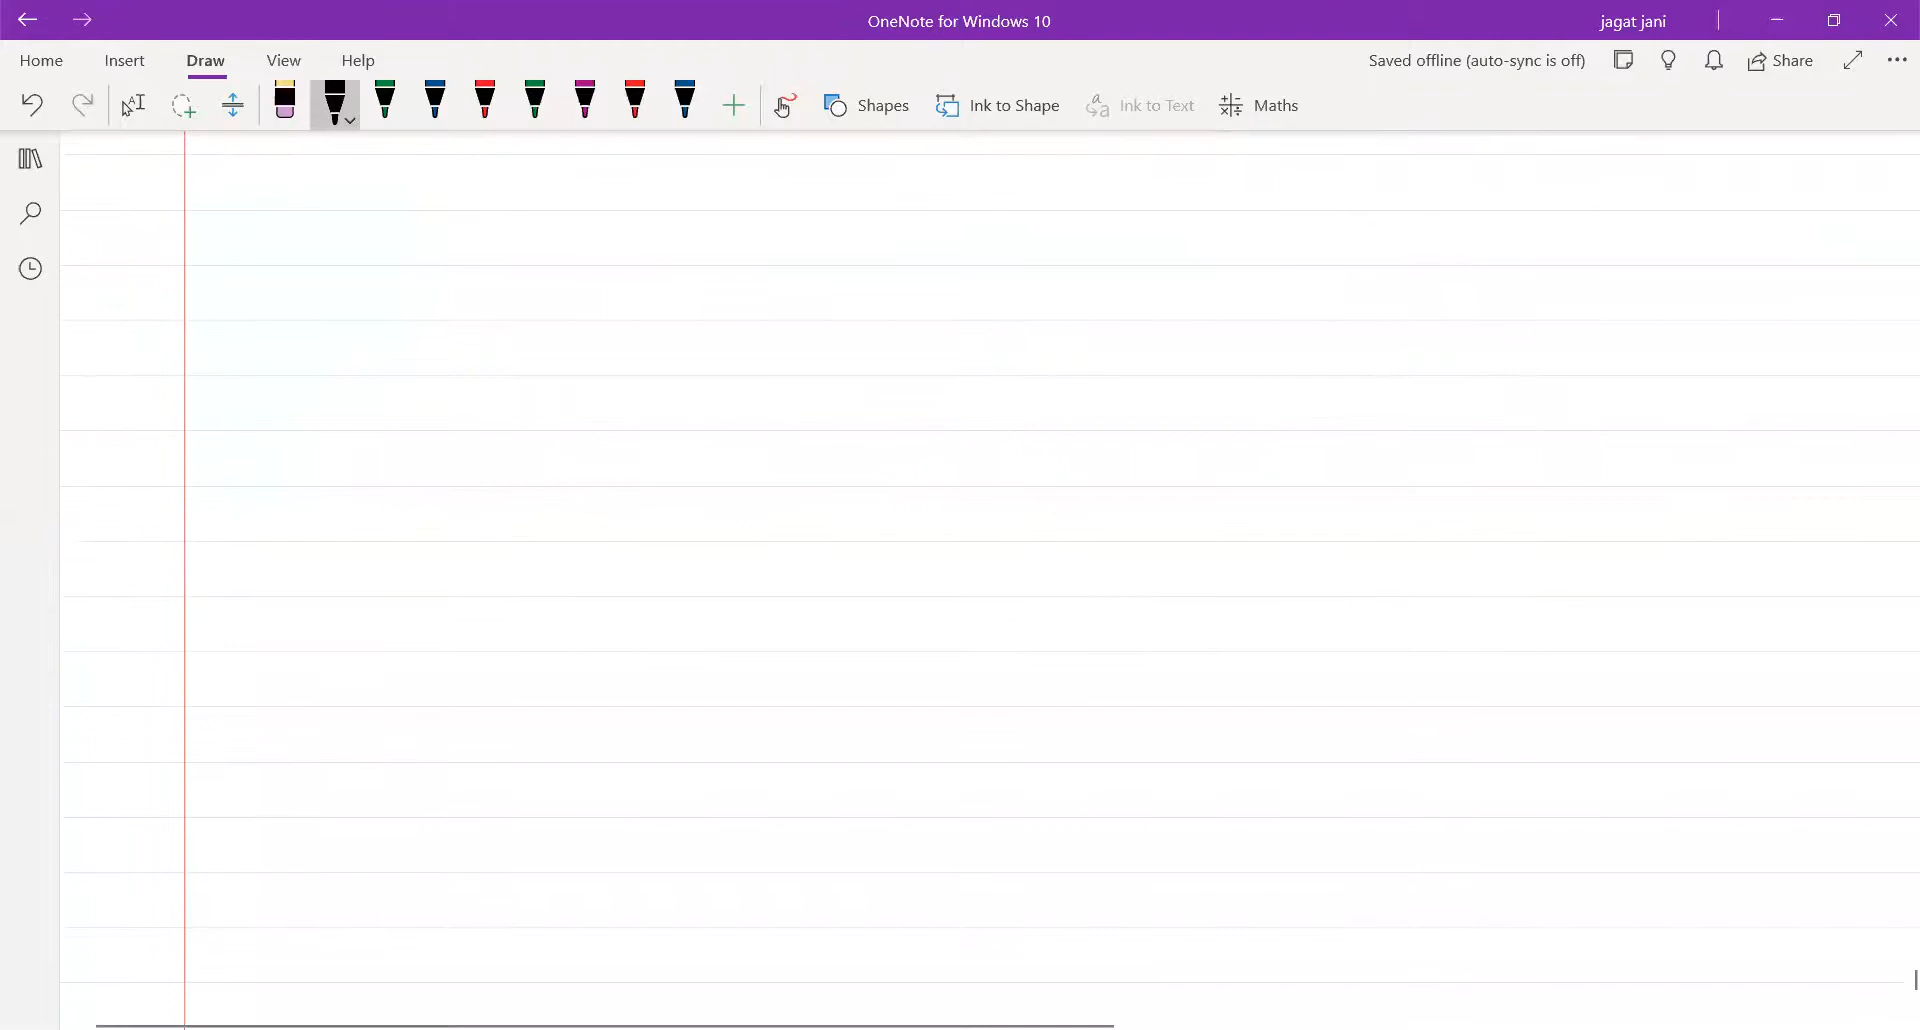 OneNote for Windows 10
jagat jani
Home Insert Draw View Help
Saved offline (auto-sync is off) Share
Shapes Ink to Shape Ink to Text Maths